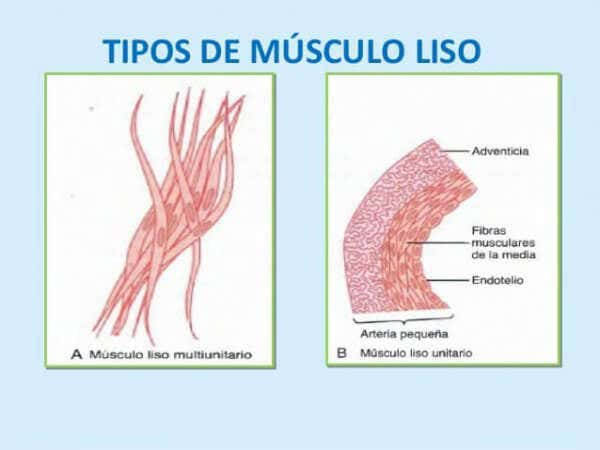 TIPOS DE MÚSCULO LISO
A Músculo liso multiunitario
Adventicia
Fibras
musculares
de la media
Endotelio
Arteria pequeña
B Músculo liso unitario